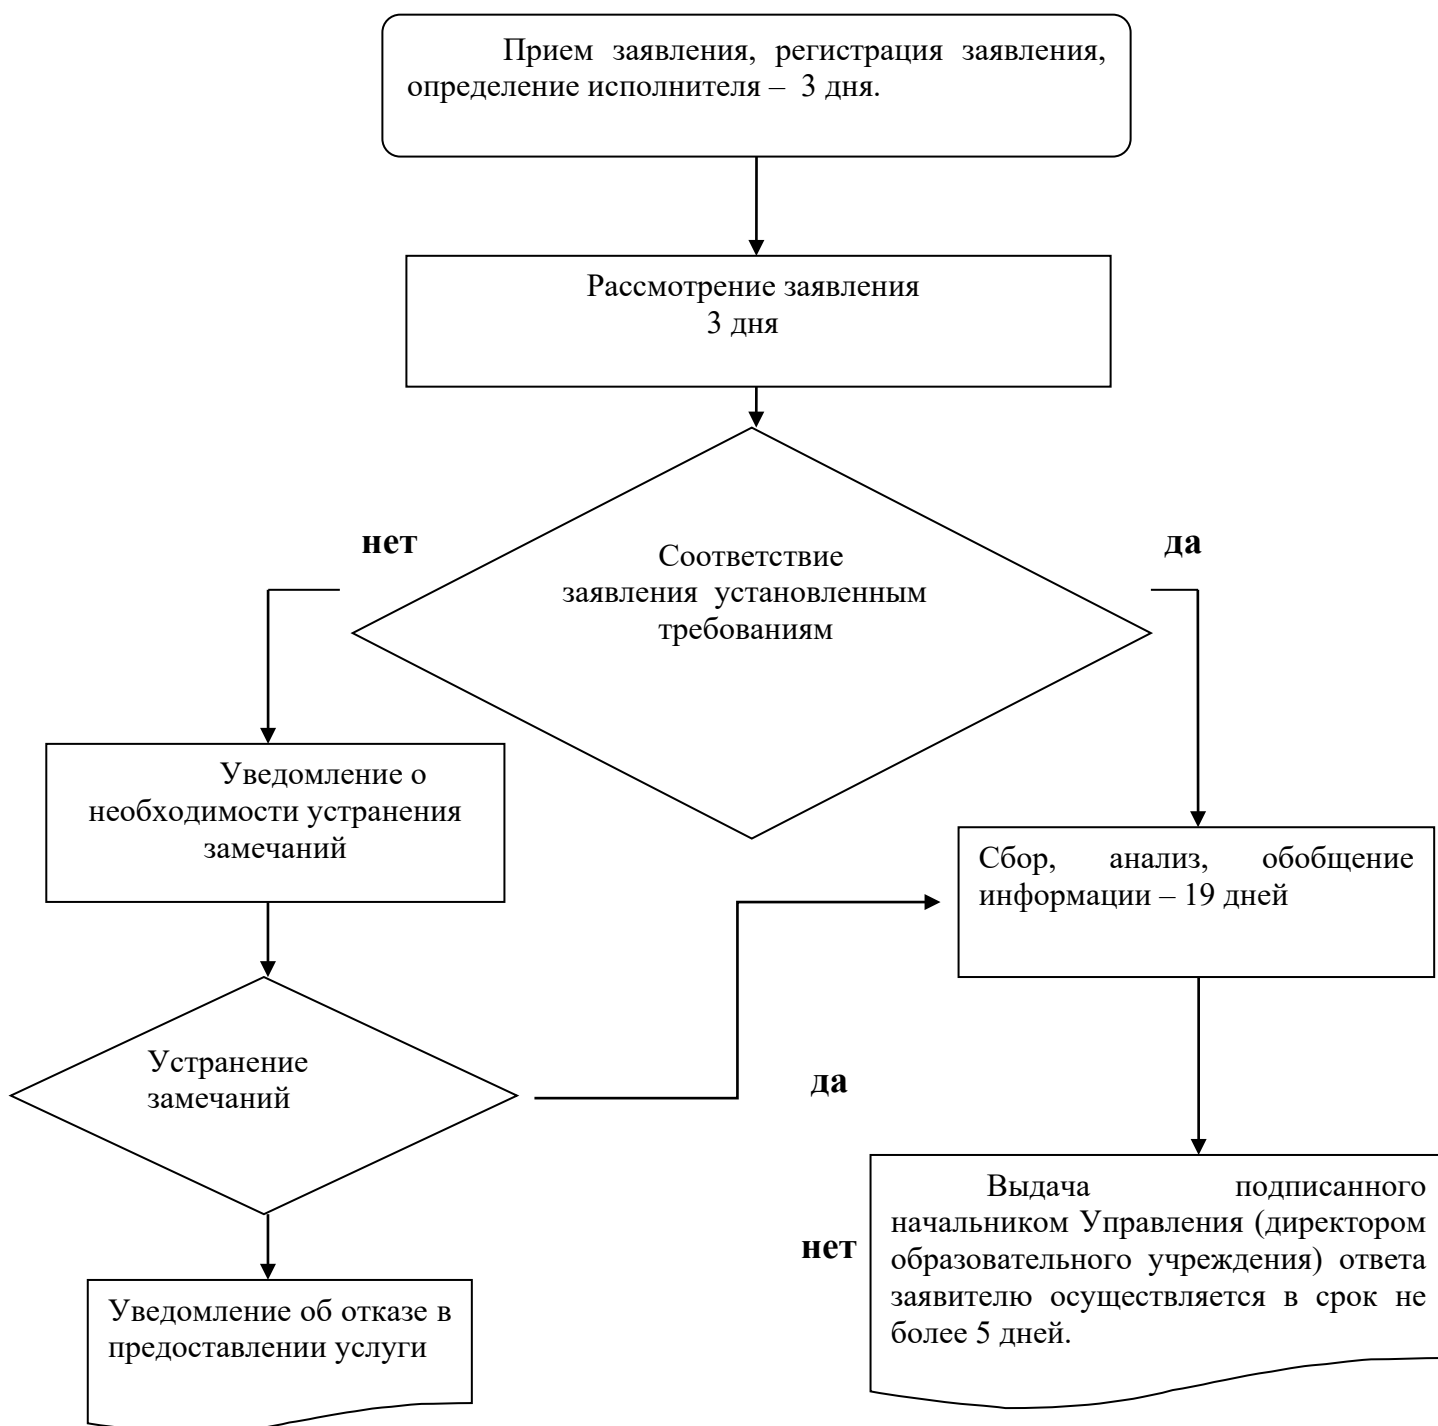 Прием заявления, регистрация заявления,
определение исполнителя – 3 дня.
Рассмотрение заявления
3 дня
нет
да
Соответствие
заявления установленным
требованиям
Уведомление о
необходимости устранения
замечаний
Сбор, анализ, обобщение
информации – 19 дней
Устранение
замечаний
да
нет
Выдача подписанного
начальником Управления (директором
образовательного учреждения) ответа
заявителю осуществляется в срок не
более 5 дней.
Уведомление об отказе в
предоставлении услуги